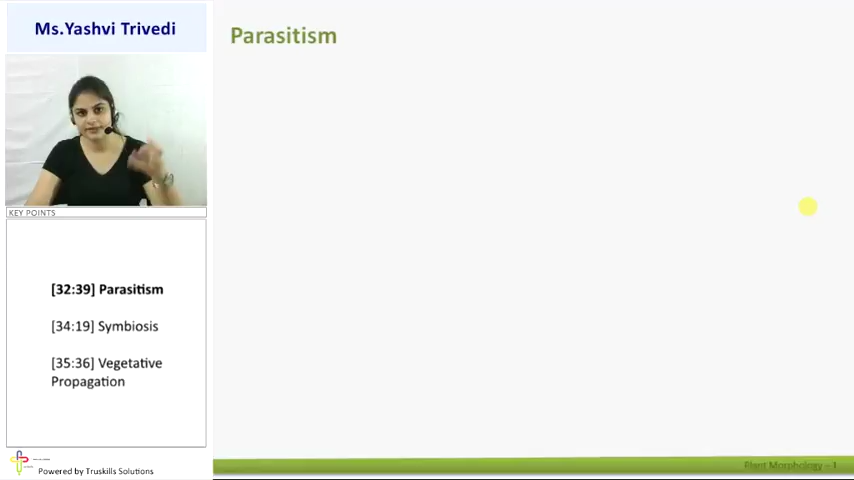 Ms.Yashvi Trivedi
Parasitism
KEY POINTS
[32:39] Parasitism
[34:19] Symbiosis
[35:36] Vegetative
Propagation
Powered by Truskills Solutions
Plant Morphology – 1